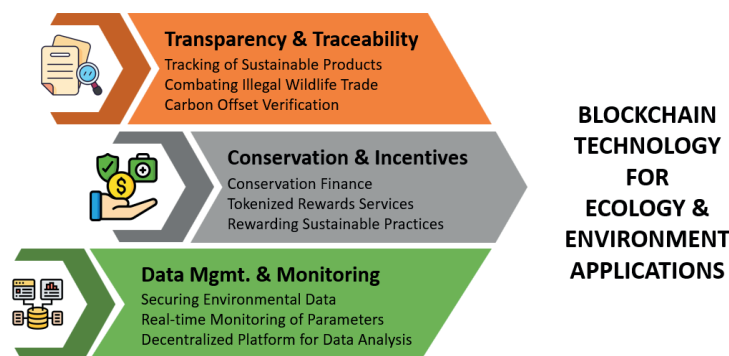 Transparency & Traceability
Tracking of Sustainable Products
Combating Illegal Wildlife Trade
Carbon Offset Verification
Conservation & Incentives
Conservation Finance
Tokenized Rewards Services
Rewarding Sustainable Practices
Data Mgmt. & Monitoring
Securing Environmental Data
Real-time Monitoring of Parameters
Decentralized Platform for Data Analysis
BLOCKCHAIN
TECHNOLOGY
FOR
ECOLOGY &
ENVIRONMENT
APPLICATIONS